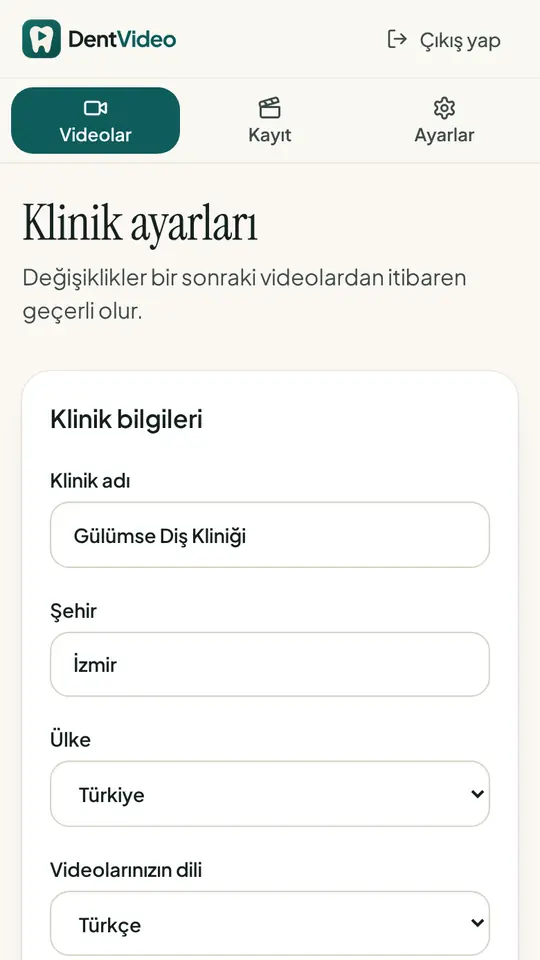 DentVideo
Çıkış yap
Videolar
Kayıt
Ayarlar
Klinik ayarları
Değişiklikler bir sonraki videolardan itibaren
geçerli olur.
Klinik bilgileri
Klinik adı
Gülümse Diş Kliniği
Şehir
İzmir
Ülke
Türkiye
Videolarınızın dili
Türkçe